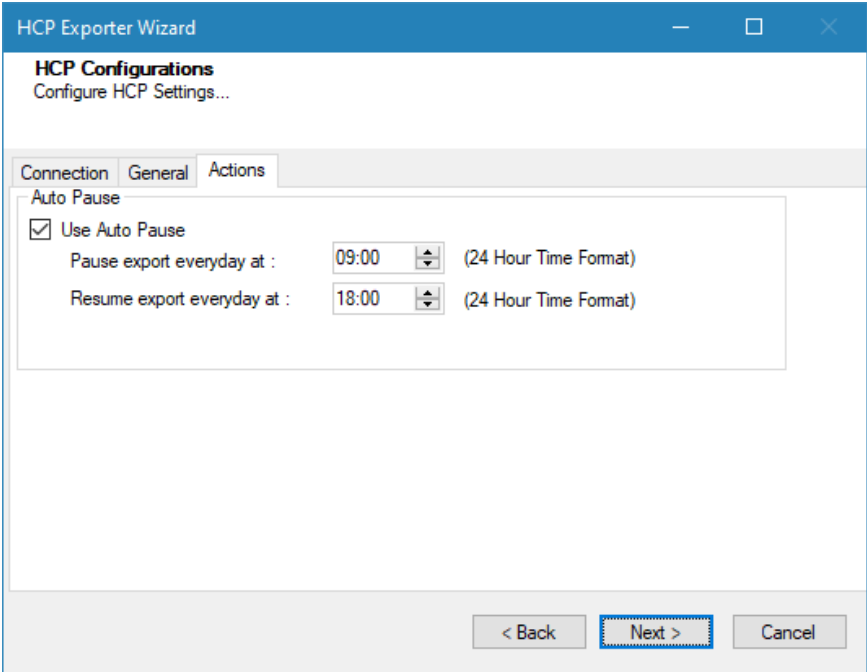 HCP Exporter Wizard
HCP Configurations
Configure HCP Settings...
Connection General Actions
Auto Pause
Use Auto Pause
Pause export everyday at : 09:00 (24 Hour Time Format)
Resume export everyday at : 18:00 (24 Hour Time Format)
< Back Next > Cancel